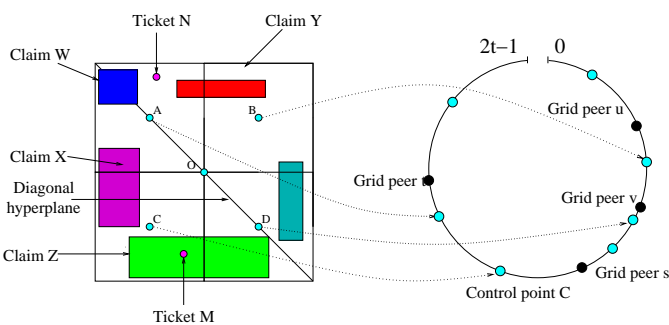 Ticket N
Claim Y
2t−1
0
Claim W
A
B
Grid peer u
Claim X
O
Grid peer t
Grid peer v
Diagonal
hyperplane
C
D
Claim Z
Grid peer s
Control point C
Ticket M